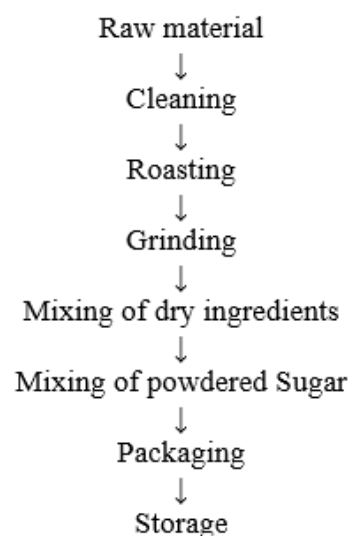 Raw material
↓
Cleaning
↓
Roasting
↓
Grinding
↓
Mixing of dry ingredients
↓
Mixing of powdered Sugar
↓
Packaging
↓
Storage